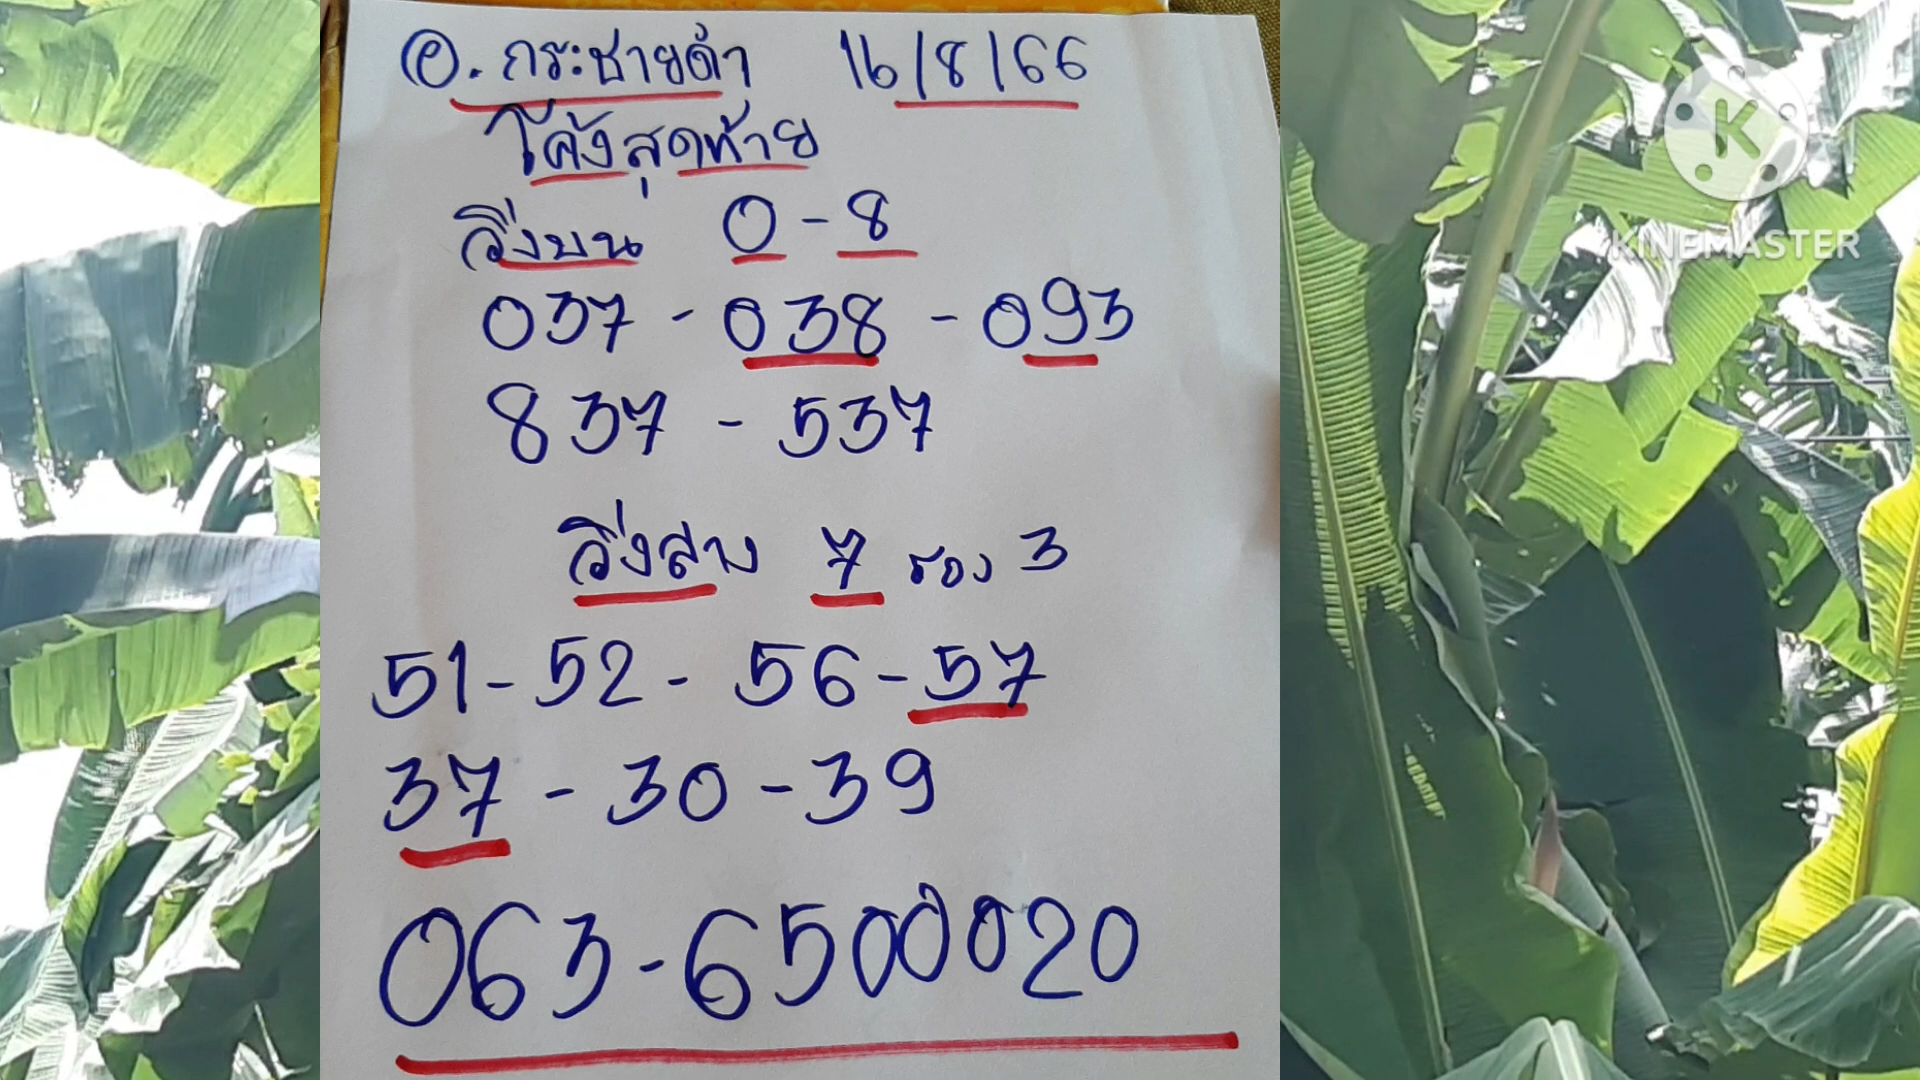 อ. กระชายดำ 16/8/66
โค้งสุดท้าย
วิ่งบน 0 - 8
037 - 038 - 093
837 - 537
วิ่งล่าง 7 รอง 3
51 - 52 - 56 - 57
37 - 30 - 39
063-6500020
K
KINEMASTER